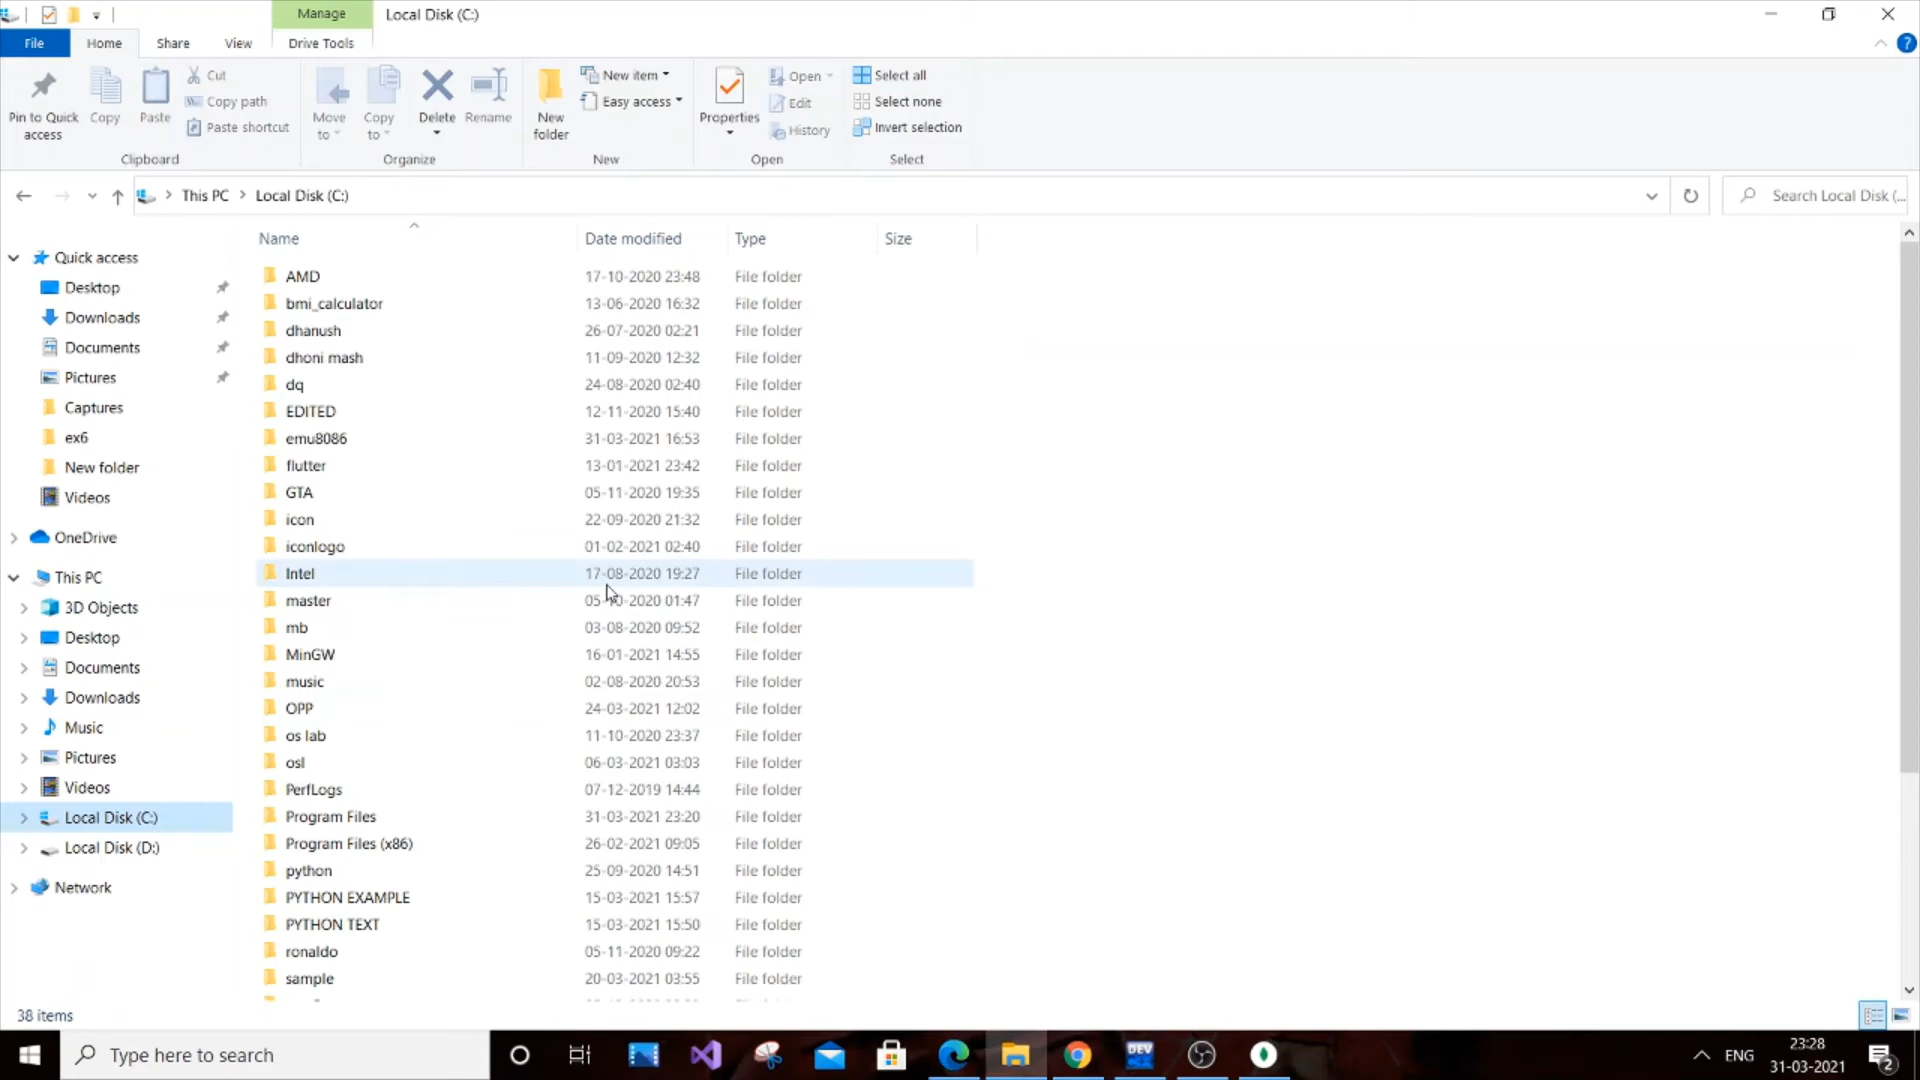 Manage
Local Disk (C:)
File
Home
Share
View
Drive Tools
Pin to Quick access
Copy
Paste
Cut
Copy path
Paste shortcut
Clipboard
Move to
Copy to
Delete
Rename
Organize
New folder
New item
Easy access
New
Properties
Open
Edit
History
Open
Select all
Select none
Invert selection
Select
This PC > Local Disk (C:)
Search Local Disk (...
Quick access
Desktop
Downloads
Documents
Pictures
Captures
ex6
New folder
Videos
OneDrive
This PC
3D Objects
Desktop
Documents
Downloads
Music
Pictures
Videos
Local Disk (C:)
Local Disk (D:)
Network
Name Date modified Type Size
AMD 17-10-2020 23:48 File folder
bmi_calculator 13-06-2020 16:32 File folder
dhanush 26-07-2020 02:21 File folder
dhoni mash 11-09-2020 12:32 File folder
dq 24-08-2020 02:40 File folder
EDITED 12-11-2020 15:40 File folder
emu8086 31-03-2021 16:53 File folder
flutter 13-01-2021 23:42 File folder
GTA 05-11-2020 19:35 File folder
icon 22-09-2020 21:32 File folder
iconlogo 01-02-2021 02:40 File folder
Intel 17-08-2020 19:27 File folder
master 05-10-2020 01:47 File folder
mb 03-08-2020 09:52 File folder
MinGW 16-01-2021 14:55 File folder
music 02-08-2020 20:53 File folder
OPP 24-03-2021 12:02 File folder
os lab 11-10-2020 23:37 File folder
osl 06-03-2021 03:03 File folder
PerfLogs 07-12-2019 14:44 File folder
Program Files 31-03-2021 23:20 File folder
Program Files (x86) 26-02-2021 09:05 File folder
python 25-09-2020 14:51 File folder
PYTHON EXAMPLE 15-03-2021 15:57 File folder
PYTHON TEXT 15-03-2021 15:50 File folder
ronaldo 05-11-2020 09:22 File folder
sample 20-03-2021 03:55 File folder
38 items
Type here to search
DEV
ENG
23:28
31-03-2021
2